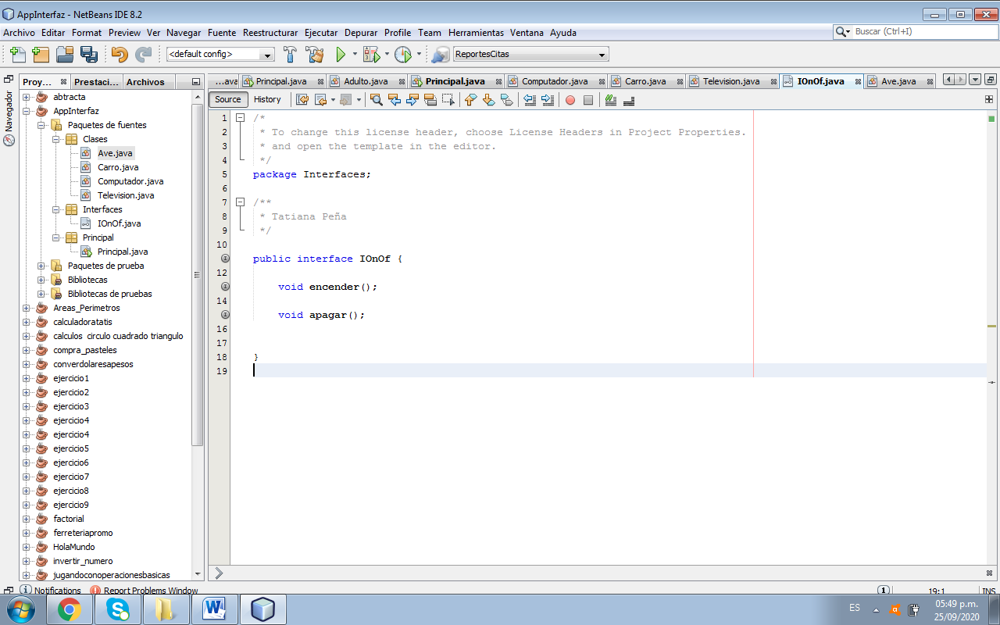 AppInterfaz - NetBeans IDE 8.2
Archivo Editar Format Preview Ver Navegar Fuente Reestructurar Ejecutar Depurar Profile Team Herramientas Ventana Ayuda
Buscar (Ctrl+I)
<default config>
ReportesCitas
Proy... Prestaci... Archivos
...ava Principal.java Adulto.java Principal.java Computador.java Carro.java Television.java IOnOf.java Ave.java
Source History
Navegador
abtracta
AppInterfaz
Paquetes de fuentes
Clases
Ave.java
Carro.java
Computador.java
Television.java
Interfaces
IOnOf.java
Principal
Principal.java
Paquetes de prueba
Bibliotecas
Bibliotecas de pruebas
Areas_Perimetros
calculadoratatis
calculos circulo cuadrado triangulo
compra_pasteles
converdolaresapesos
ejercicio1
ejercicio2
ejercicio3
ejercicio4
ejercicio4
ejercicio5
ejercicio6
ejercicio7
ejercicio8
ejercicio9
factorial
ferreteriapromo
HolaMundo
invertir_numero
jugandoconoperacionesbasicas
1 /*
2 * To change this license header, choose License Headers in Project Properties.
3 * and open the template in the editor.
4 */
5 package Interfaces;
6
7 /**
8 * Tatiana Peña
9 */
10
public interface IOnOf {
12
void encender();
14
void apagar();
16
17
18 }
19
Notifications Report Problems Window
1 19:1 INS
ES
05:49 p.m.
25/09/2020